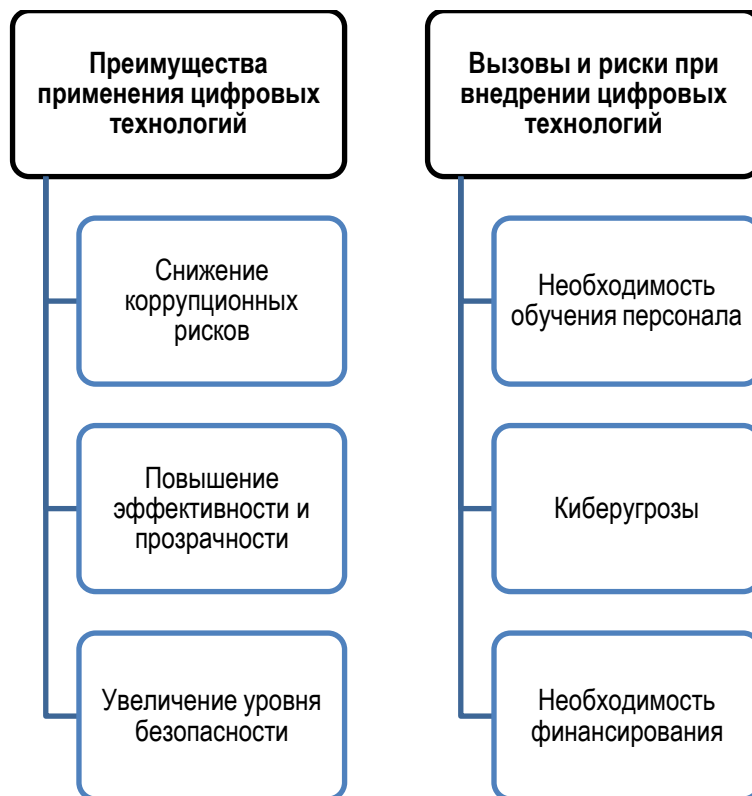 Преимущества
применения цифровых
технологий
Снижение
коррупционных
рисков
Повышение
эффективности и
прозрачности
Увеличение уровня
безопасности
Вызовы и риски при
внедрении цифровых
технологий
Необходимость
обучения персонала
Киберугрозы
Необходимость
финансирования